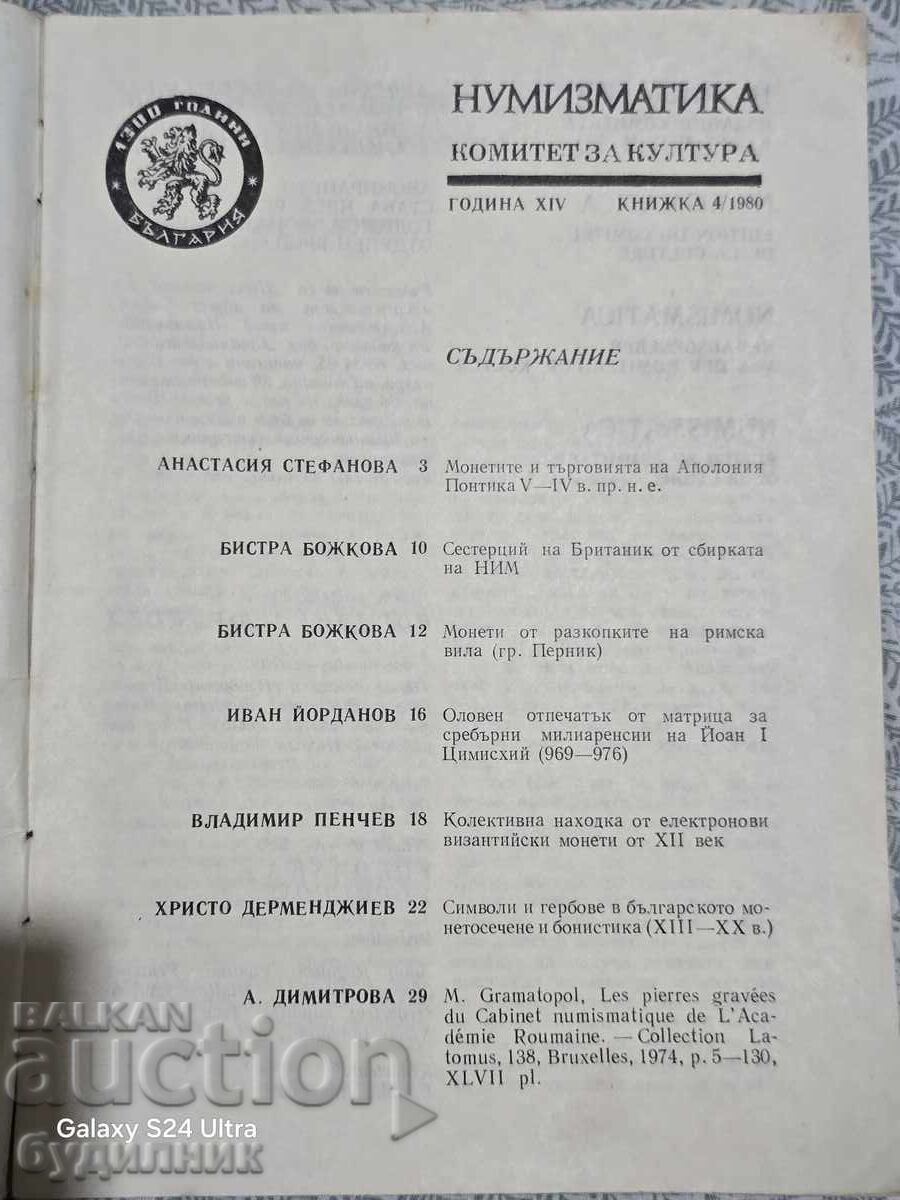 1300 ГОДИНИ
БЪЛГАРИЯ
НУМИЗМАТИКА
КОМИТЕТ ЗА КУЛТУРА
ГОДИНА XIV КНИЖКА 4/1980
СЪДЪРЖАНИЕ
АНАСТАСИЯ СТЕФАНОВА 3 Монетите и търговията на Аполония
Понтика V—IV в. пр. н. е.
БИСТРА БОЖКОВА 10 Сестерций на Британик от сбирката
на НИМ
БИСТРА БОЖКОВА 12 Монети от разкопките на римска
вила (гр. Перник)
ИВАН ЙОРДАНОВ 16 Оловен отпечатък от матрица за
сребърни милиаренсии на Йоан I
Цимисхий (969—976)
ВЛАДИМИР ПЕНЧЕВ 18 Колективна находка от електронови
византийски монети от XII век
ХРИСТО ДЕРМЕНДЖИЕВ 22 Символи и гербове в българското мо-
нетосечене и бонистика (XIII—XX в.)
А. ДИМИТРОВА 29 M. Gramatopol, Les pierres gravées
du Cabinet numismatique de L'Aca-
démie Roumaine. — Collection La-
tomus, 138, Bruxelles, 1974, p. 5—130,
XLVII pl.
BALKAN
auction
Galaxy S24 Ultra
будилник